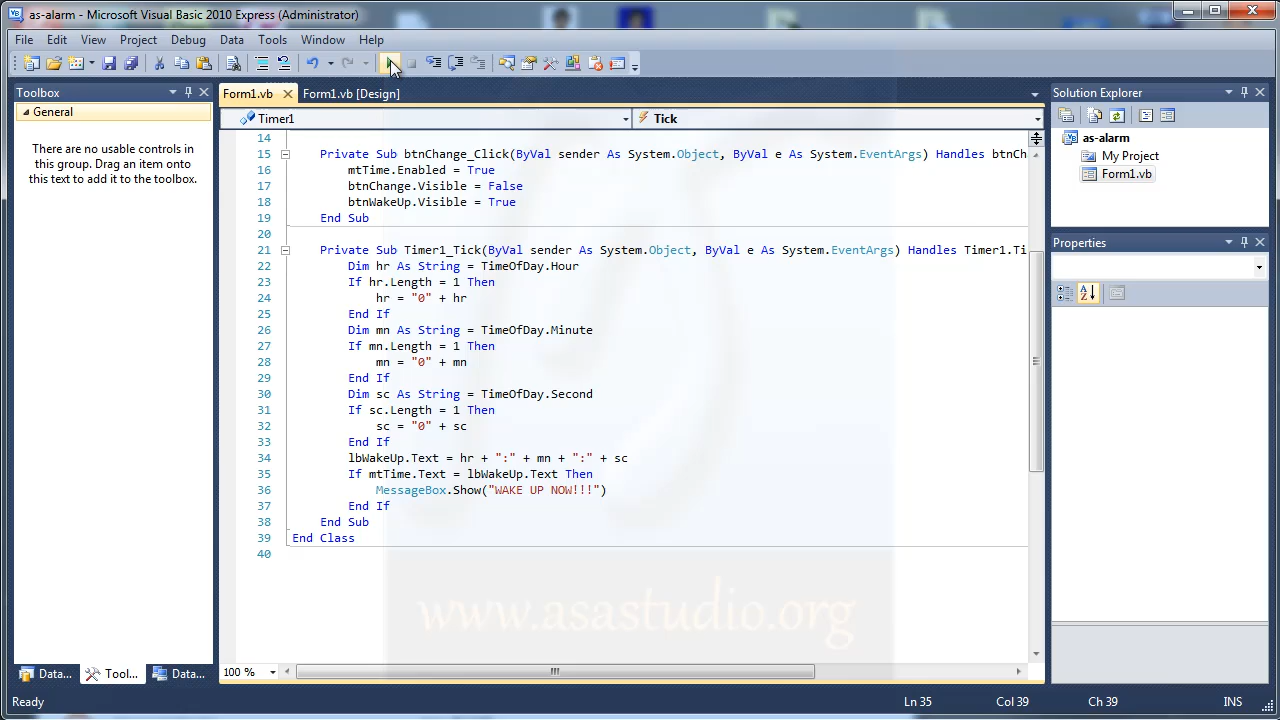 as-alarm - Microsoft Visual Basic 2010 Express (Administrator)
File Edit View Project Debug Data Tools Window Help
Toolbox
General
There are no usable controls in
this group. Drag an item onto
this text to add it to the toolbox.
Data...
Tool...
Data...
Form1.vb
Form1.vb [Design]
Timer1
Tick
14
15 Private Sub btnChange_Click(ByVal sender As System.Object, ByVal e As System.EventArgs) Handles btnCh
16 mtTime.Enabled = True
17 btnChange.Visible = False
18 btnWakeUp.Visible = True
19 End Sub
20
21 Private Sub Timer1_Tick(ByVal sender As System.Object, ByVal e As System.EventArgs) Handles Timer1.Ti
22 Dim hr As String = TimeOfDay.Hour
23 If hr.Length = 1 Then
24 hr = "0" + hr
25 End If
26 Dim mn As String = TimeOfDay.Minute
27 If mn.Length = 1 Then
28 mn = "0" + mn
29 End If
30 Dim sc As String = TimeOfDay.Second
31 If sc.Length = 1 Then
32 sc = "0" + sc
33 End If
34 lbWakeUp.Text = hr + ":" + mn + ":" + sc
35 If mtTime.Text = lbWakeUp.Text Then
36 MessageBox.Show("WAKE UP NOW!!!")
37 End If
38 End Sub
39 End Class
40
www.asastudio.org
100 %
Solution Explorer
as-alarm
My Project
Form1.vb
Properties
Ready
Ln 35
Col 39
Ch 39
INS